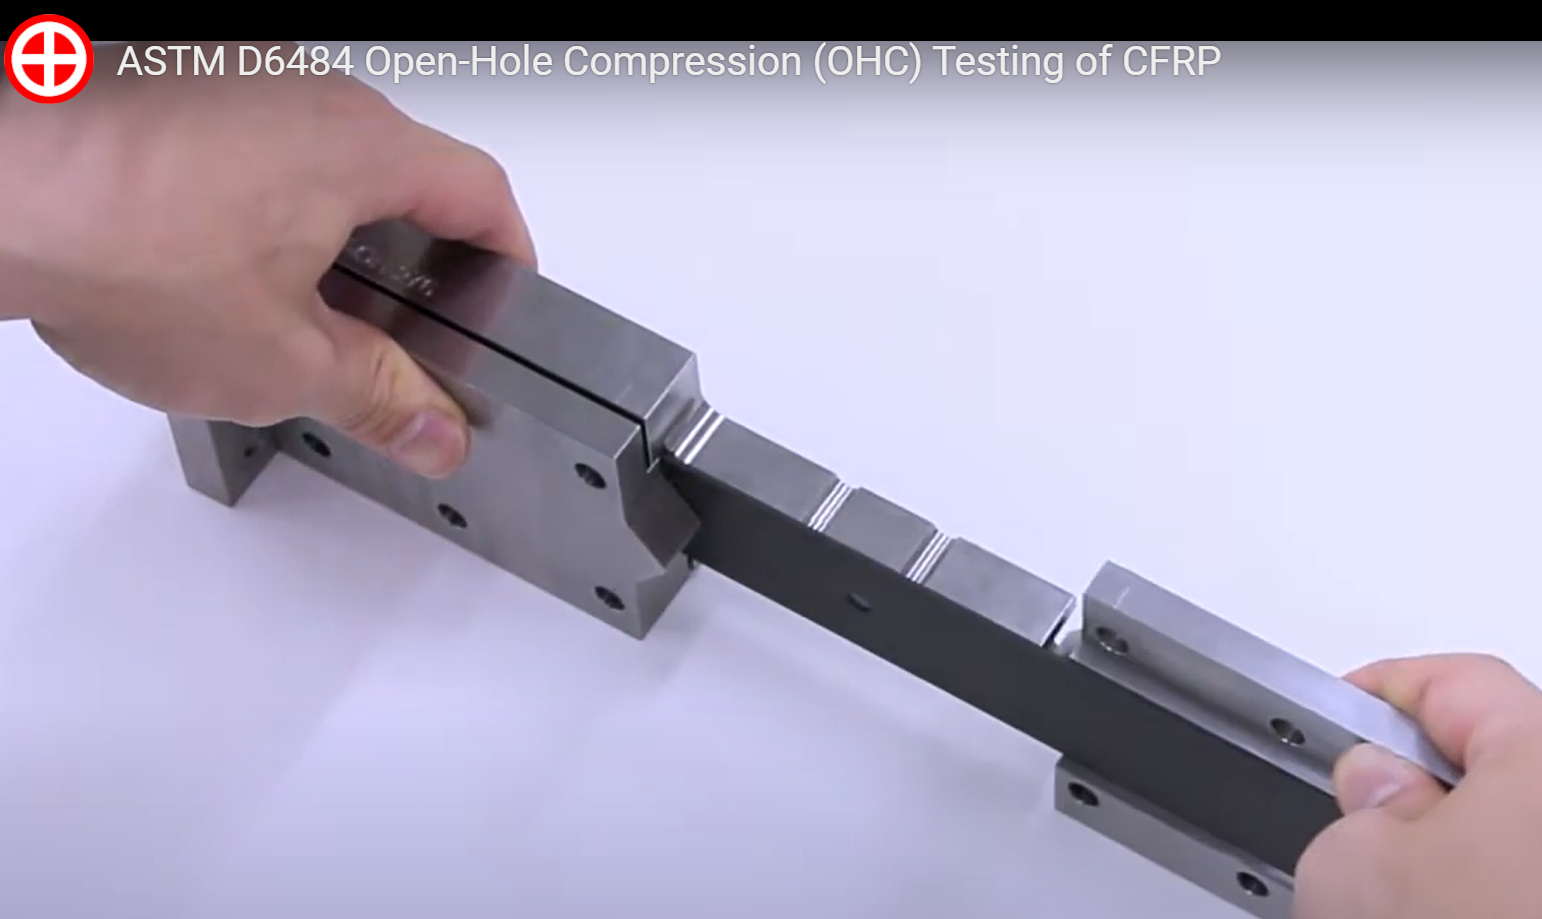 ASTM D6484 Open-Hole Compression (OHC) Testing of CFRP